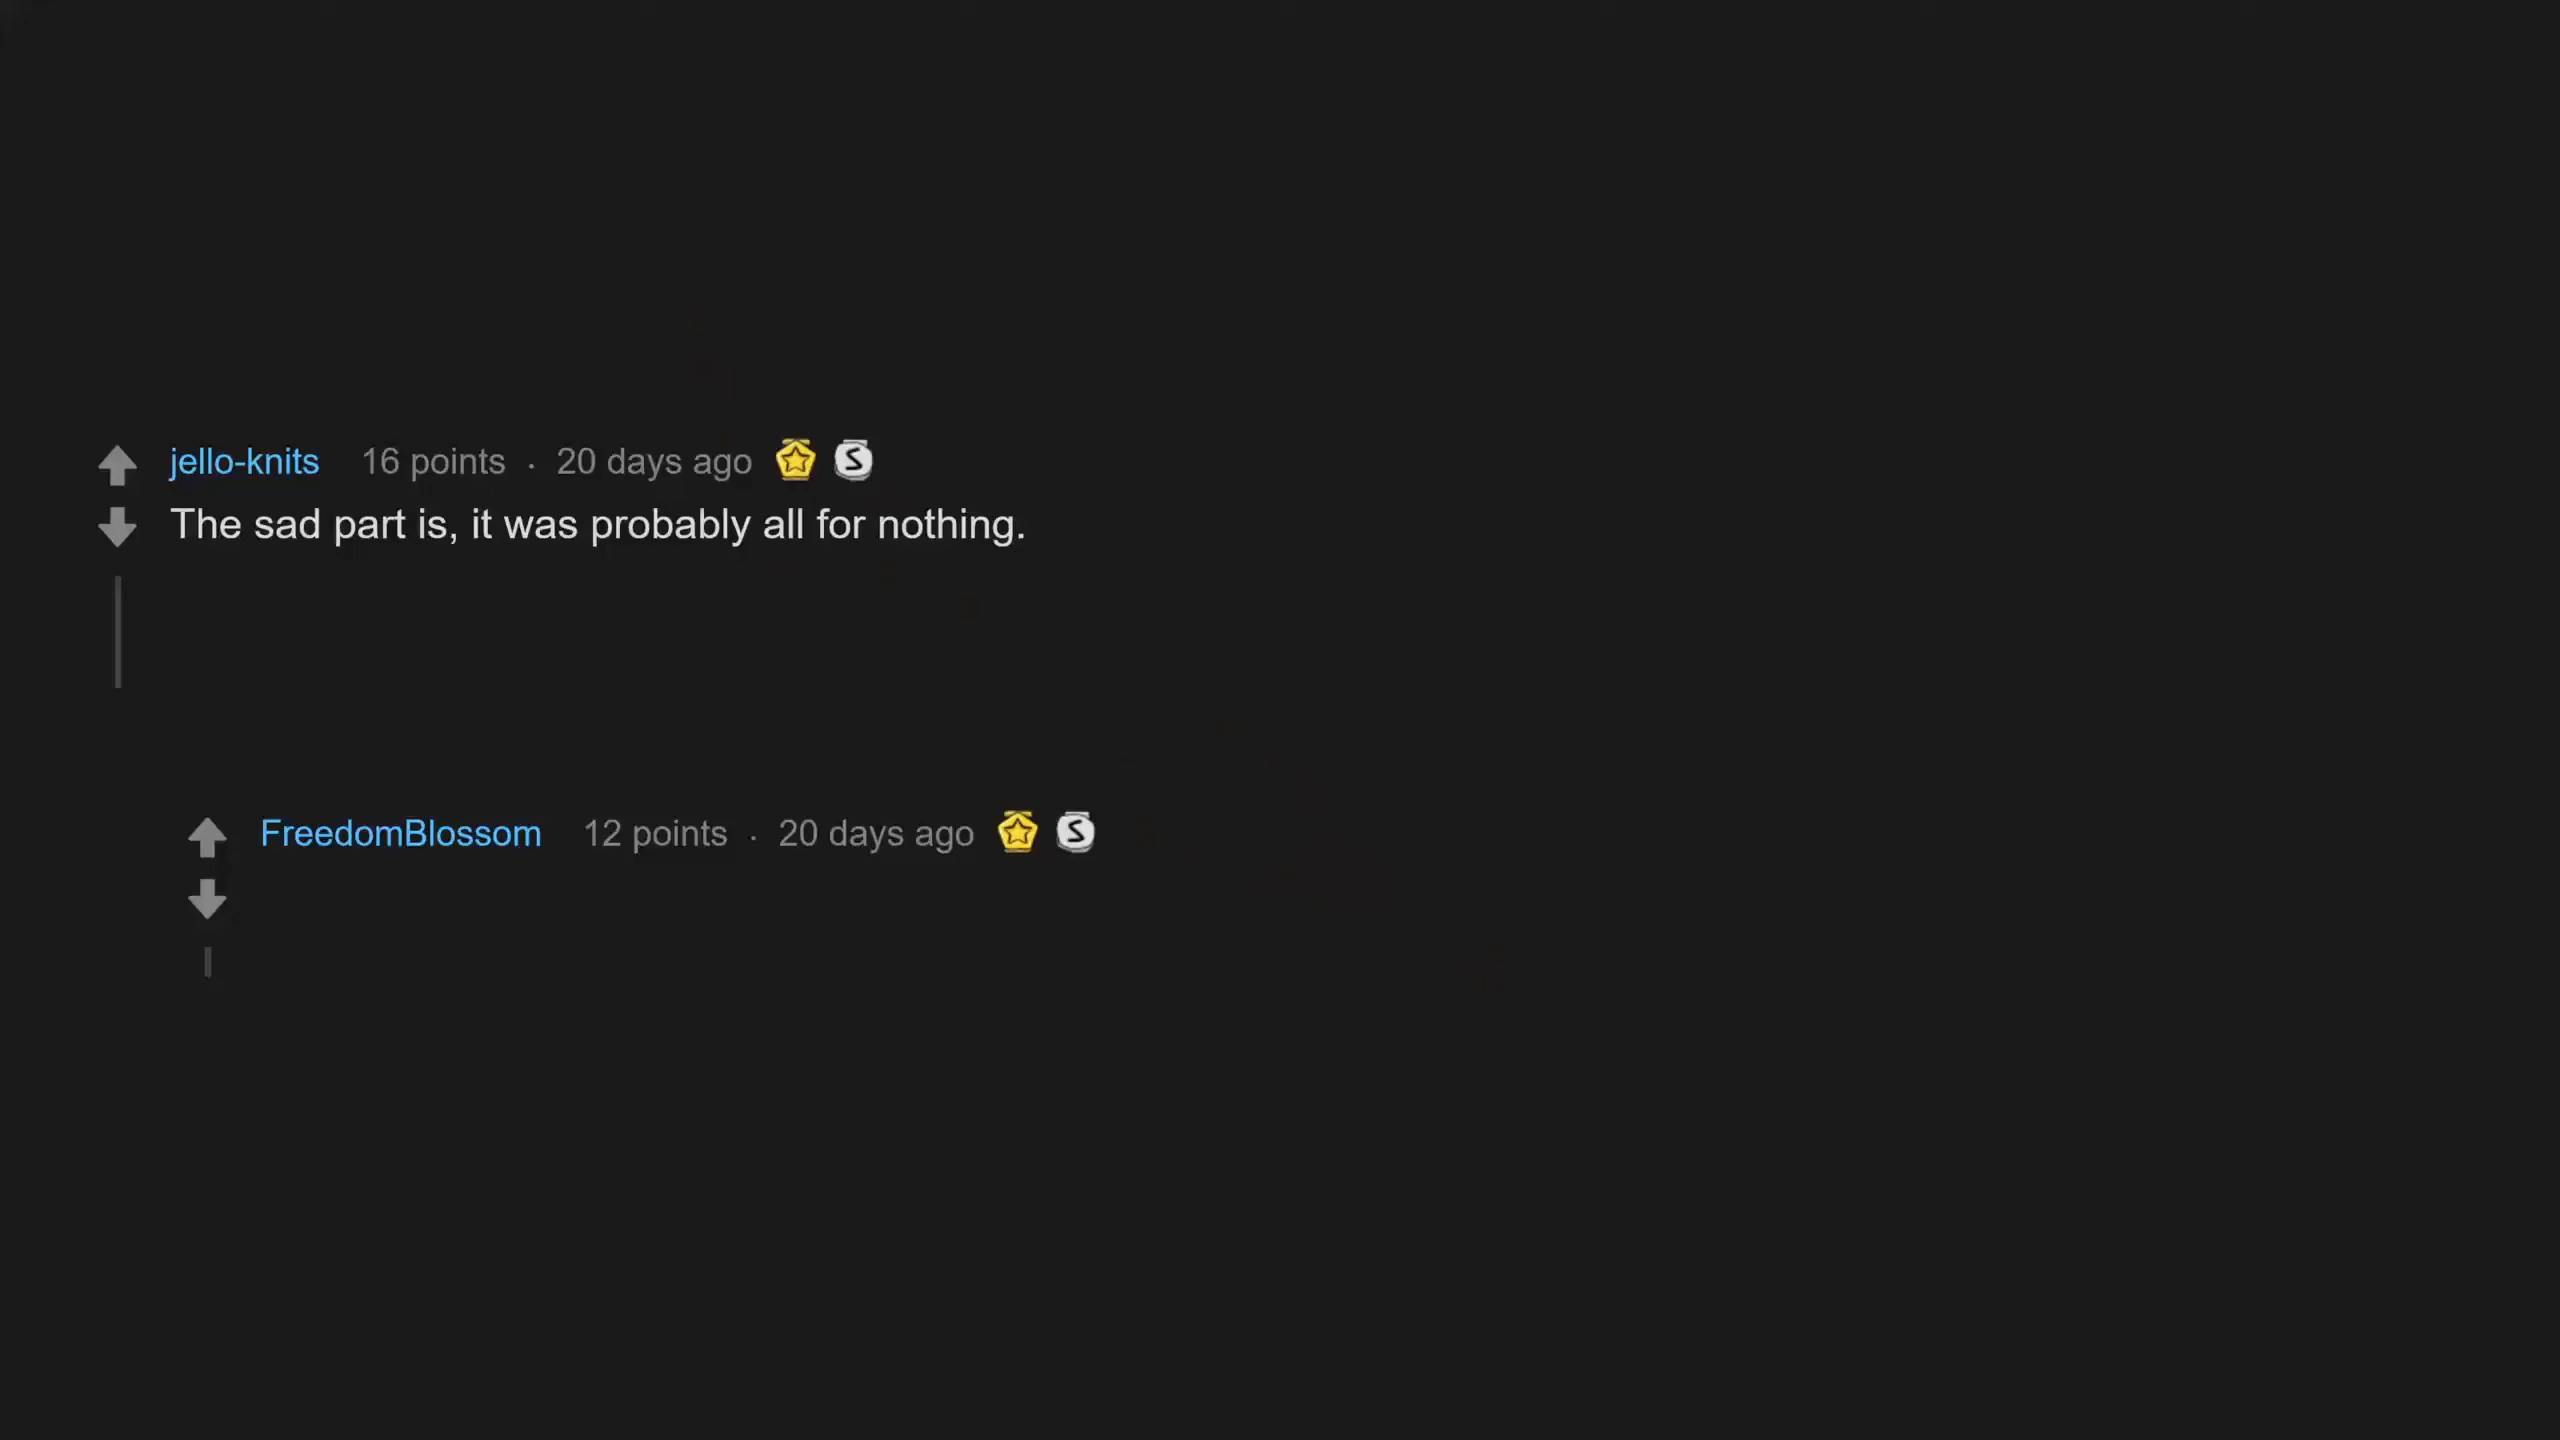 jello-knits 16 points · 20 days ago
The sad part is, it was probably all for nothing.
FreedomBlossom 12 points · 20 days ago